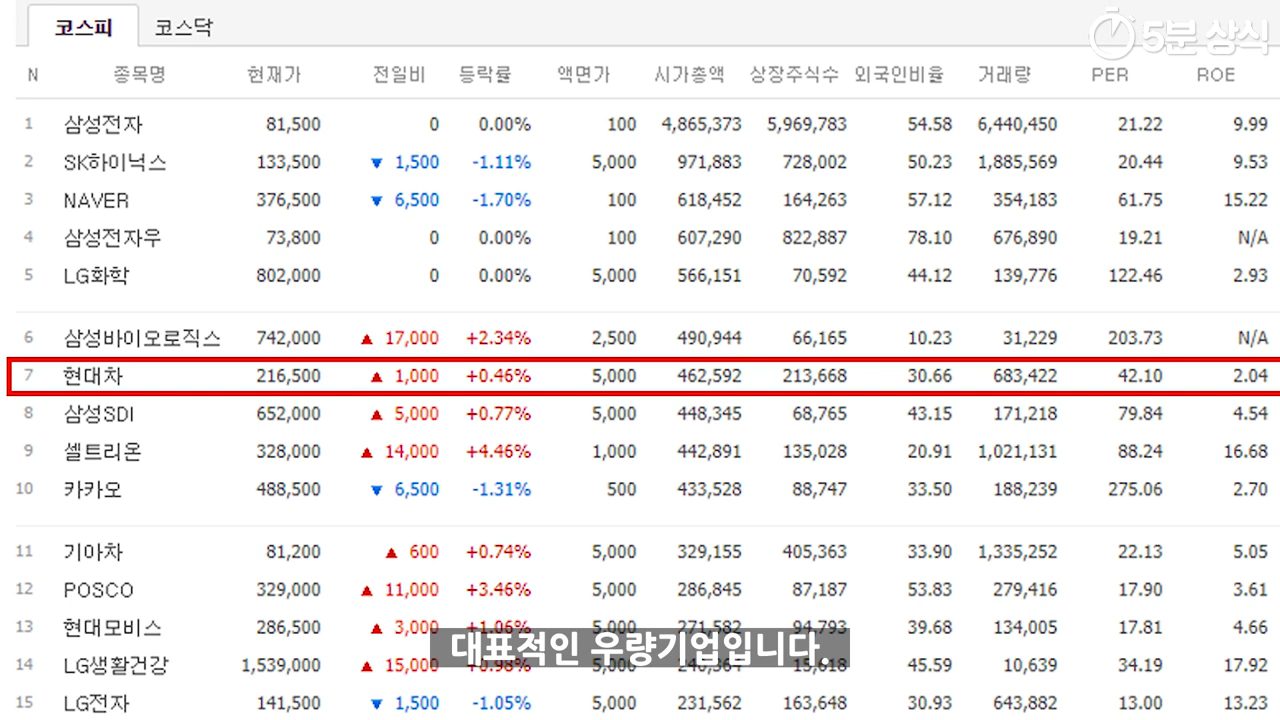 코스피 코스닥
5분 상식
N 종목명 현재가 전일비 등락률 액면가 시가총액 상장주식수 외국인비율 거래량 PER ROE
1 삼성전자 81,500 0 0.00% 100 4,865,373 5,969,783 54.58 6,440,450 21.22 9.99
2 SK하이닉스 133,500 ▼ 1,500 -1.11% 5,000 971,883 728,002 50.23 1,885,569 20.44 9.53
3 NAVER 376,500 ▼ 6,500 -1.70% 100 618,452 164,263 57.12 354,183 61.75 15.22
4 삼성전자우 73,800 0 0.00% 100 607,290 822,887 78.10 676,890 19.21 N/A
5 LG화학 802,000 0 0.00% 5,000 566,151 70,592 44.12 139,776 122.46 2.93
6 삼성바이오로직스 742,000 ▲ 17,000 +2.34% 2,500 490,944 66,165 10.23 31,229 203.73 N/A
7 현대차 216,500 ▲ 1,000 +0.46% 5,000 462,592 213,668 30.66 683,422 42.10 2.04
8 삼성SDI 652,000 ▲ 5,000 +0.77% 5,000 448,345 68,765 43.15 171,218 79.84 4.54
9 셀트리온 328,000 ▲ 14,000 +4.46% 1,000 442,891 135,028 20.91 1,021,131 88.24 16.68
10 카카오 488,500 ▼ 6,500 -1.31% 500 433,528 88,747 33.50 188,239 275.06 2.70
11 기아차 81,200 ▲ 600 +0.74% 5,000 329,155 405,363 33.90 1,335,252 22.13 5.05
12 POSCO 329,000 ▲ 11,000 +3.46% 5,000 286,845 87,187 53.83 279,416 17.90 3.61
13 현대모비스 286,500 ▲ 3,000 +1.06% 5,000 271,582 94,793 39.68 134,005 17.81 4.66
대표적인 우량기업입니다.
14 LG생활건강 1,539,000 ▲ 15,000 +0.98% 5,000 45.59 10,639 34.19 17.92
15 LG전자 141,500 ▼ 1,500 -1.05% 5,000 231,562 163,648 30.93 643,882 13.00 13.23